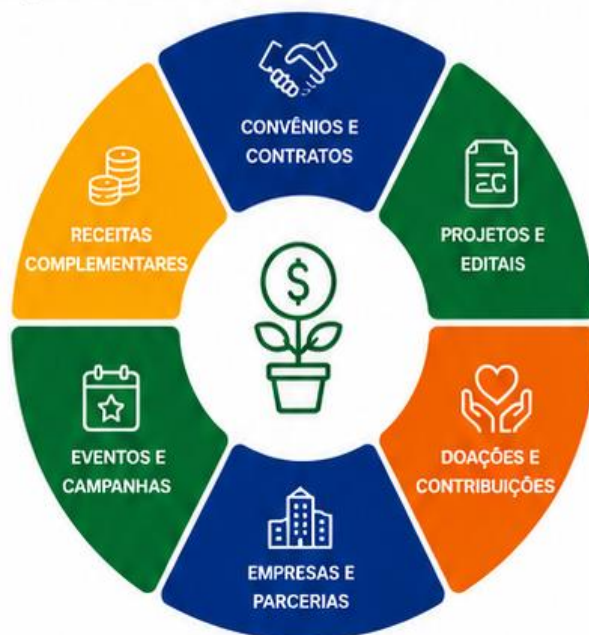 CONVÊNIOS E
CONTRATOS
PROJETOS E
EDITAIS
DOAÇÕES E
CONTRIBUIÇÕES
EMPRESAS E
PARCERIAS
EVENTOS E
CAMPANHAS
RECEITAS
COMPLEMENTARES
$